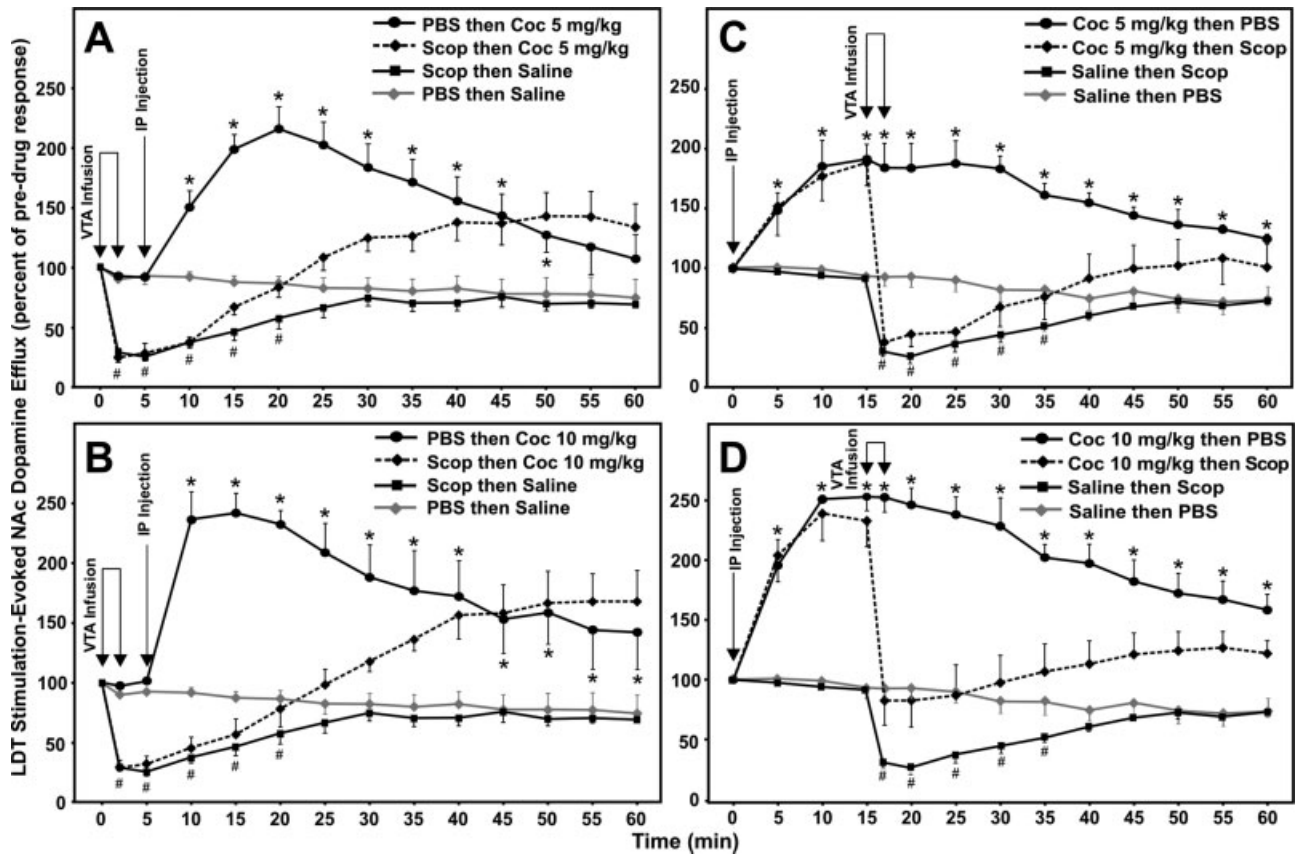 LDT Stimulation-Evoked NAc Dopamine Efflux (percent of pre-drug response)
A
PBS then Coc 5 mg/kg
Scop then Coc 5 mg/kg
Scop then Saline
PBS then Saline
VTA Infusion
IP Injection
250
200
150
100
50
0
* * * * * * * * *
# # # # #
0 5 10 15 20 25 30 35 40 45 50 55 60
C
Coc 5 mg/kg then PBS
Coc 5 mg/kg then Scop
Saline then Scop
Saline then PBS
IP Injection
VTA Infusion
250
200
150
100
50
0
* * * * * * * * * * * * *
# # # # #
0 5 10 15 20 25 30 35 40 45 50 55 60
B
PBS then Coc 10 mg/kg
Scop then Coc 10 mg/kg
Scop then Saline
PBS then Saline
VTA Infusion
IP Injection
250
200
150
100
50
0
* * * * * * * * * * *
# # # # #
0 5 10 15 20 25 30 35 40 45 50 55 60
D
Coc 10 mg/kg then PBS
Coc 10 mg/kg then Scop
Saline then Scop
Saline then PBS
IP Injection
VTA
Infusion
250
200
150
100
50
0
* * * * * * * * * * * * *
# # # # #
0 5 10 15 20 25 30 35 40 45 50 55 60
Time (min)